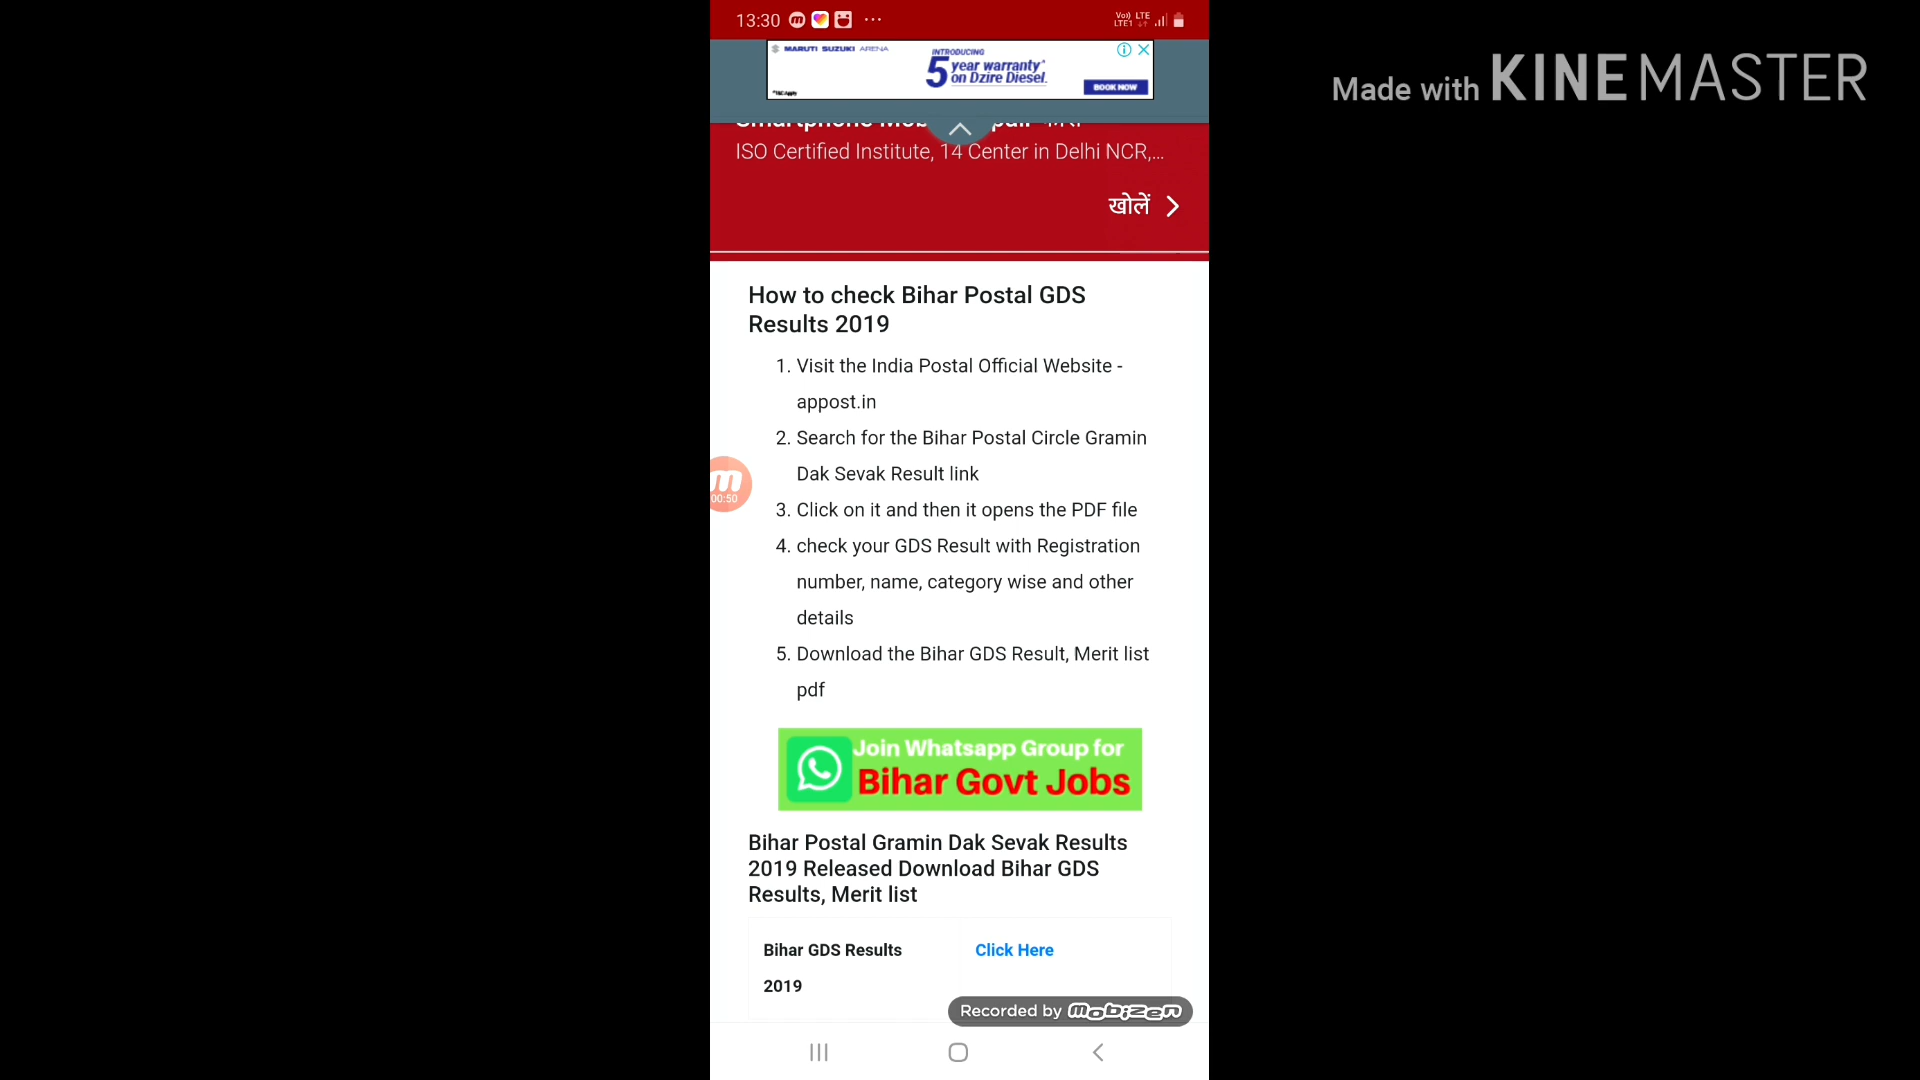 13:30
Vo)) LTE
LTE1
MARUTI SUZUKI ARENA
INTRODUCING
5 year warranty*
on Dzire Diesel.
BOOK NOW
*T&C Apply
Made with KINEMASTER
Smartphone
ISO Certified Institute, 14 Center in Delhi NCR,...
खोलें
How to check Bihar Postal GDS
Results 2019
1. Visit the India Postal Official Website -
appost.in
2. Search for the Bihar Postal Circle Gramin
Dak Sevak Result link
3. Click on it and then it opens the PDF file
00:50
4. check your GDS Result with Registration
number, name, category wise and other
details
5. Download the Bihar GDS Result, Merit list
pdf
Join Whatsapp Group for
Bihar Govt Jobs
Bihar Postal Gramin Dak Sevak Results
2019 Released Download Bihar GDS
Results, Merit list
Bihar GDS Results Click Here
2019
Recorded by mobizen